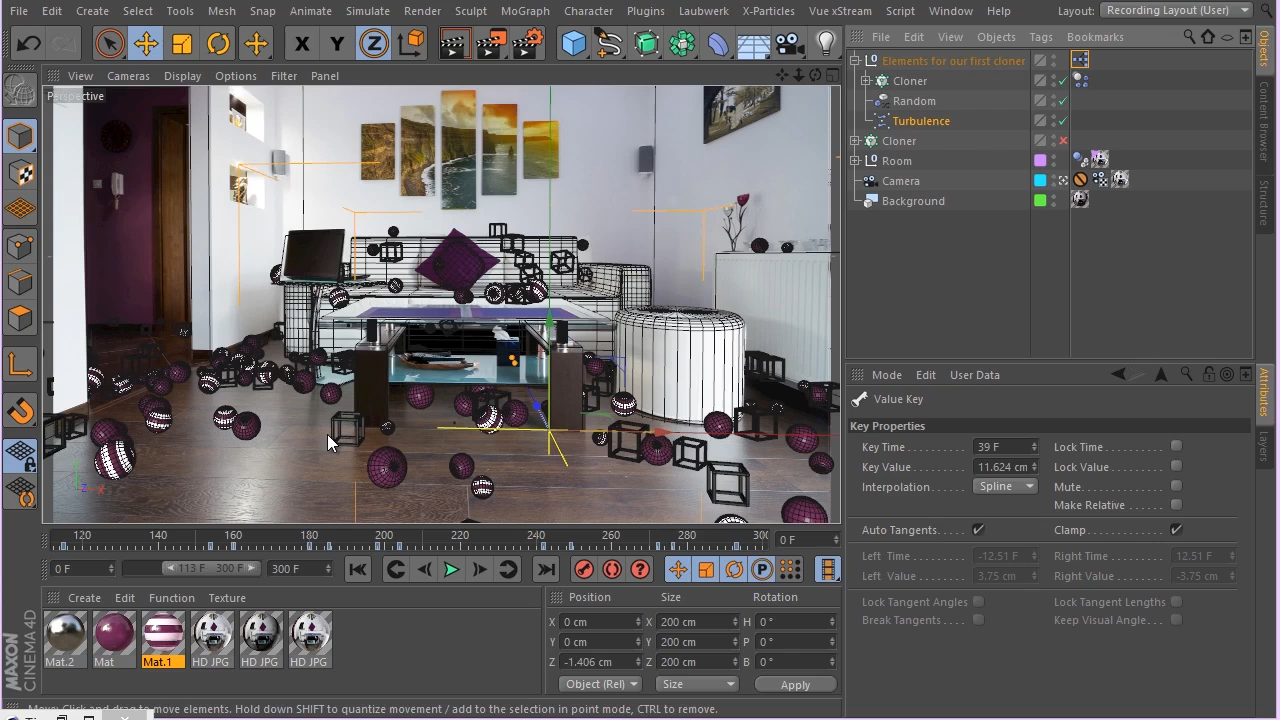 File Edit Create Select Tools Mesh Snap Animate Simulate Render Sculpt MoGraph Character Plugins Laubwerk X-Particles Vue xStream Script Window Help Layout: Recording Layout (User)
X Y Z
File Edit View Objects Tags Bookmarks
View Cameras Display Options Filter Panel
Perspective
Elements for our first cloner
Cloner
Random
Turbulence
Cloner
Room
Camera
Background
Objects
Content Browser
Structure
Mode Edit User Data
Value Key
Key Properties
Key Time 39 F Lock Time
Key Value 11.624 cm Lock Value
Interpolation Spline Mute
Make Relative
Auto Tangents Clamp
Left Time -12.51 F Right Time 12.51 F
Left Value 3.75 cm Right Value -3.75 cm
Lock Tangent Angles Lock Tangent Lengths
Break Tangents Keep Visual Angle
Attributes
Layers
120 140 160 180 200 220 240 260 280 300 0 F
0 F 113 F 300 F 300 F
P
Create Edit Function Texture
Mat.2 Mat Mat.1 HD JPG HD JPG HD JPG
Position Size Rotation
X 0 cm X 200 cm H 0 °
Y 0 cm Y 200 cm P 0 °
Z -1.406 cm Z 200 cm B 0 °
Object (Rel) Size Apply
MAXON
CINEMA 4D
Move: Click and drag to move elements. Hold down SHIFT to quantize movement / add to the selection in point mode, CTRL to remove.